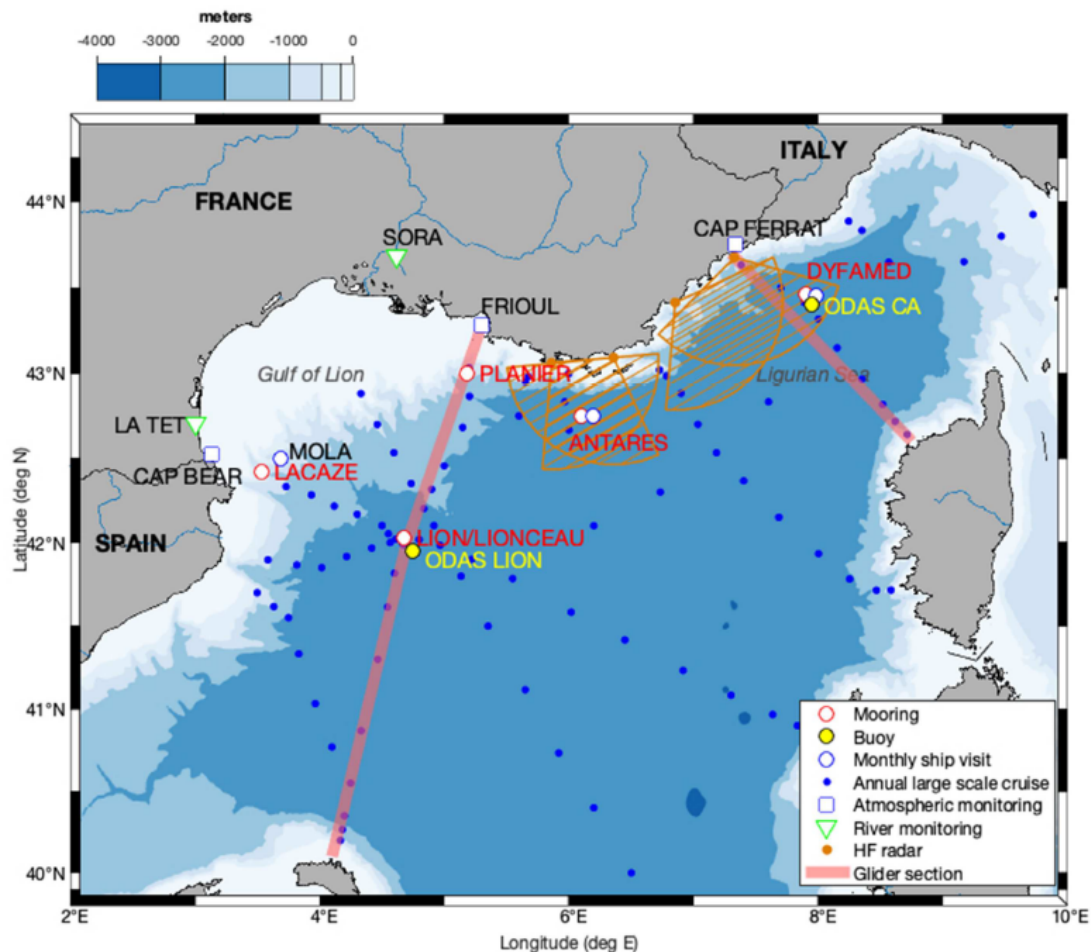 meters
-4000 -3000 -2000 -1000 0
ITALY
FRANCE
44°N
CAP FERRAT
SORA
DYFAMED
ODAS CA
FRIOUL
43°N
Gulf of Lion
PLANIER
Ligurian Sea
LA TET
ANTARES
MOLA
CAP BEAR
LACAZE
Latitude (deg N)
SPAIN
42°N
LION/LIONCEAU
ODAS LION
41°N
Mooring
Buoy
Monthly ship visit
Annual large scale cruise
Atmospheric monitoring
River monitoring
HF radar
Glider section
40°N
2°E 4°E 6°E 8°E 10°E
Longitude (deg E)